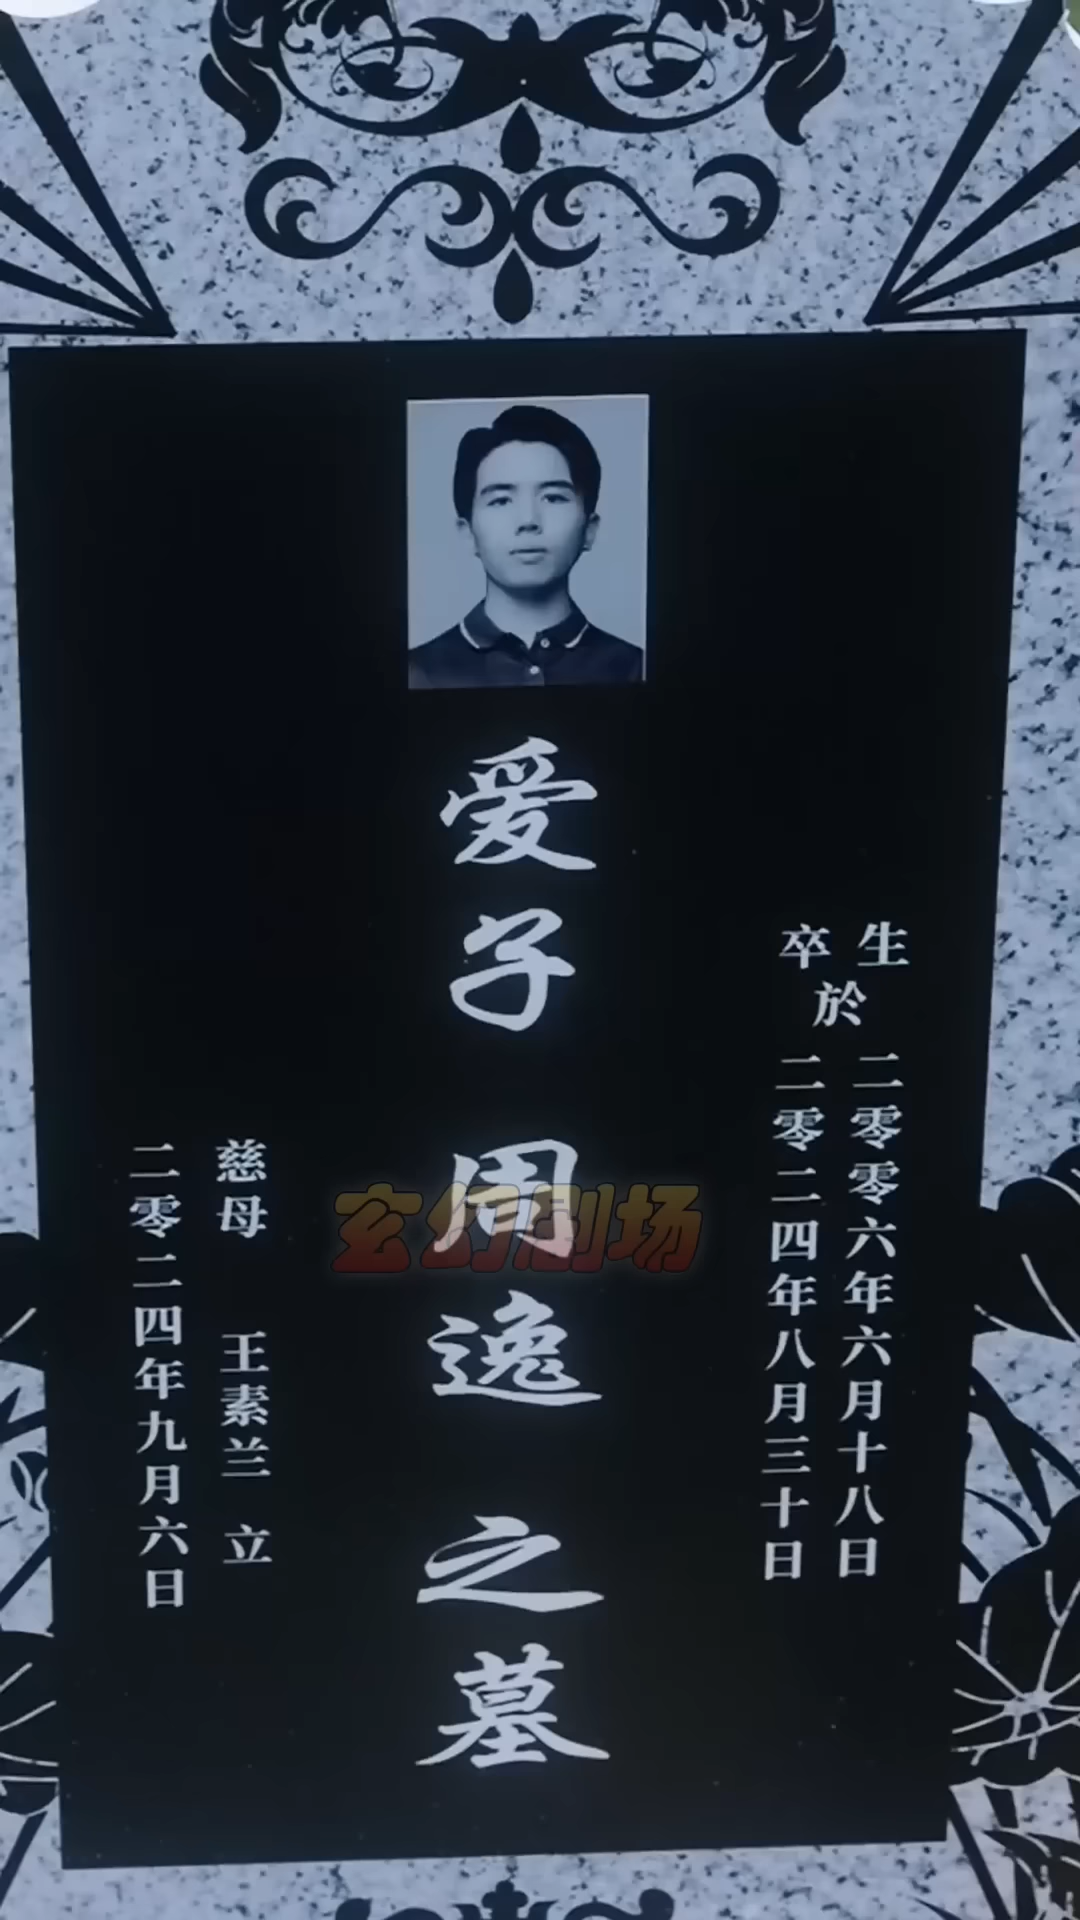 生
卒
於
二零零六年六月十八日
二零二四年八月三十日
爱子 周逸 之墓
慈母 王素兰 立
二零二四年九月六日
玄幻剧场